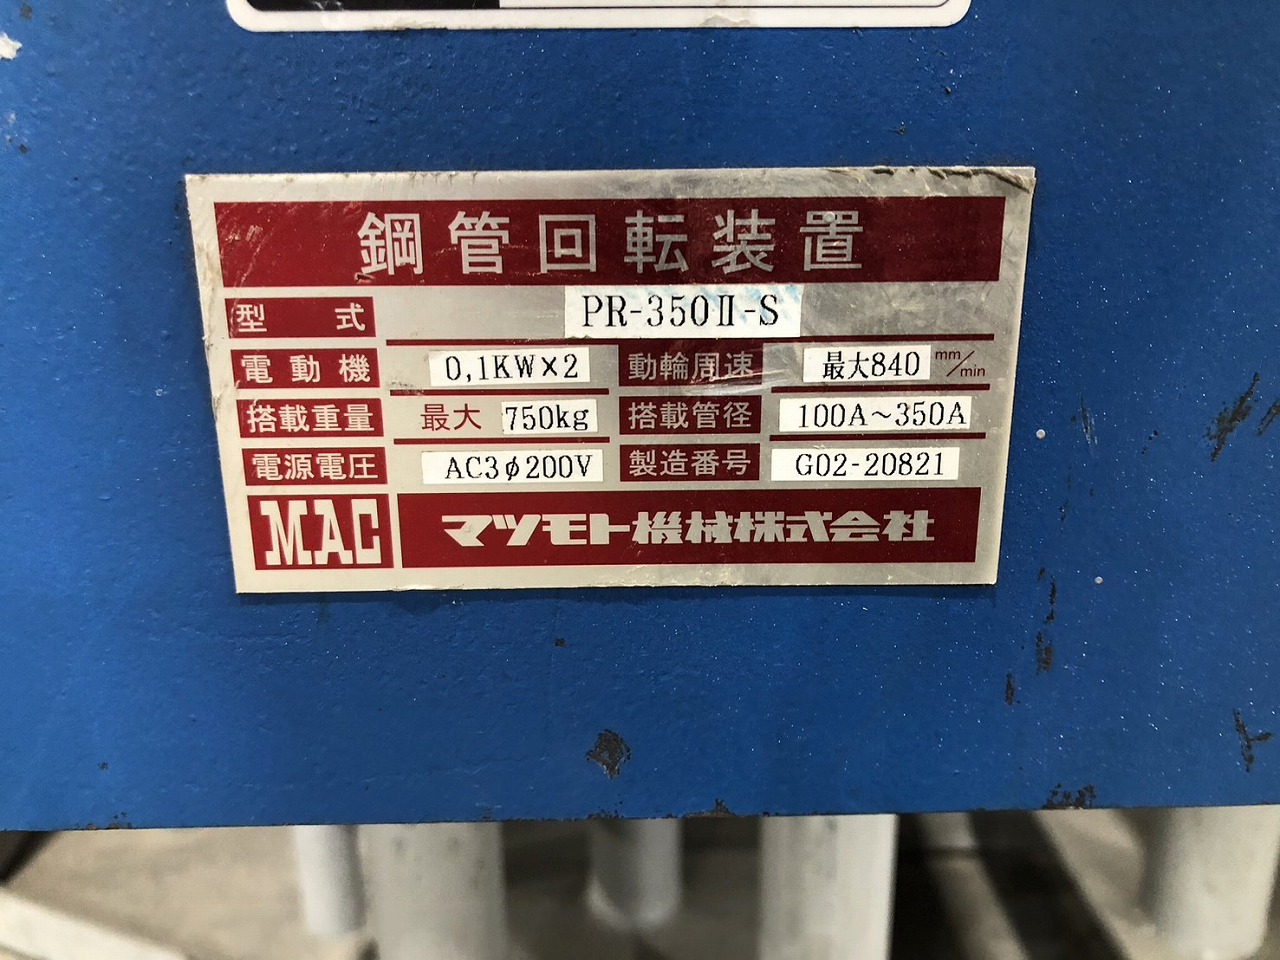 鋼管回転装置
型式 PR-350Ⅱ-S
電動機 0,1KW×2 動輪周速 最大840 mm/min
搭載重量 最大 750kg 搭載管径 100A~350A
電源電圧 AC3φ200V 製造番号 G02-20821
MAC マツモト機械株式会社